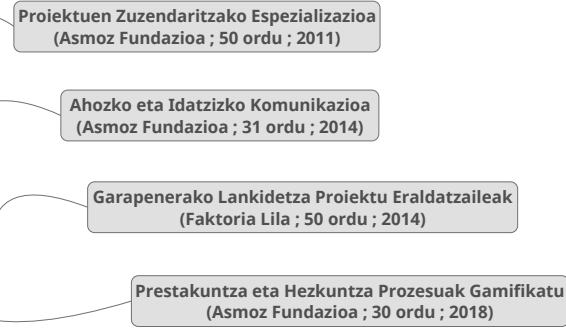 Proiektuen Zuzendaritzako Espezializazioa
(Asmoz Fundazioa ; 50 ordu ; 2011)
Ahozko eta Idatzizko Komunikazioa
(Asmoz Fundazioa ; 31 ordu ; 2014)
Garapenerako Lankidetza Proiektu Eraldatzaileak
(Faktoria Lila ; 50 ordu ; 2014)
Prestakuntza eta Hezkuntza Prozesuak Gamifikatu
(Asmoz Fundazioa ; 30 ordu ; 2018)